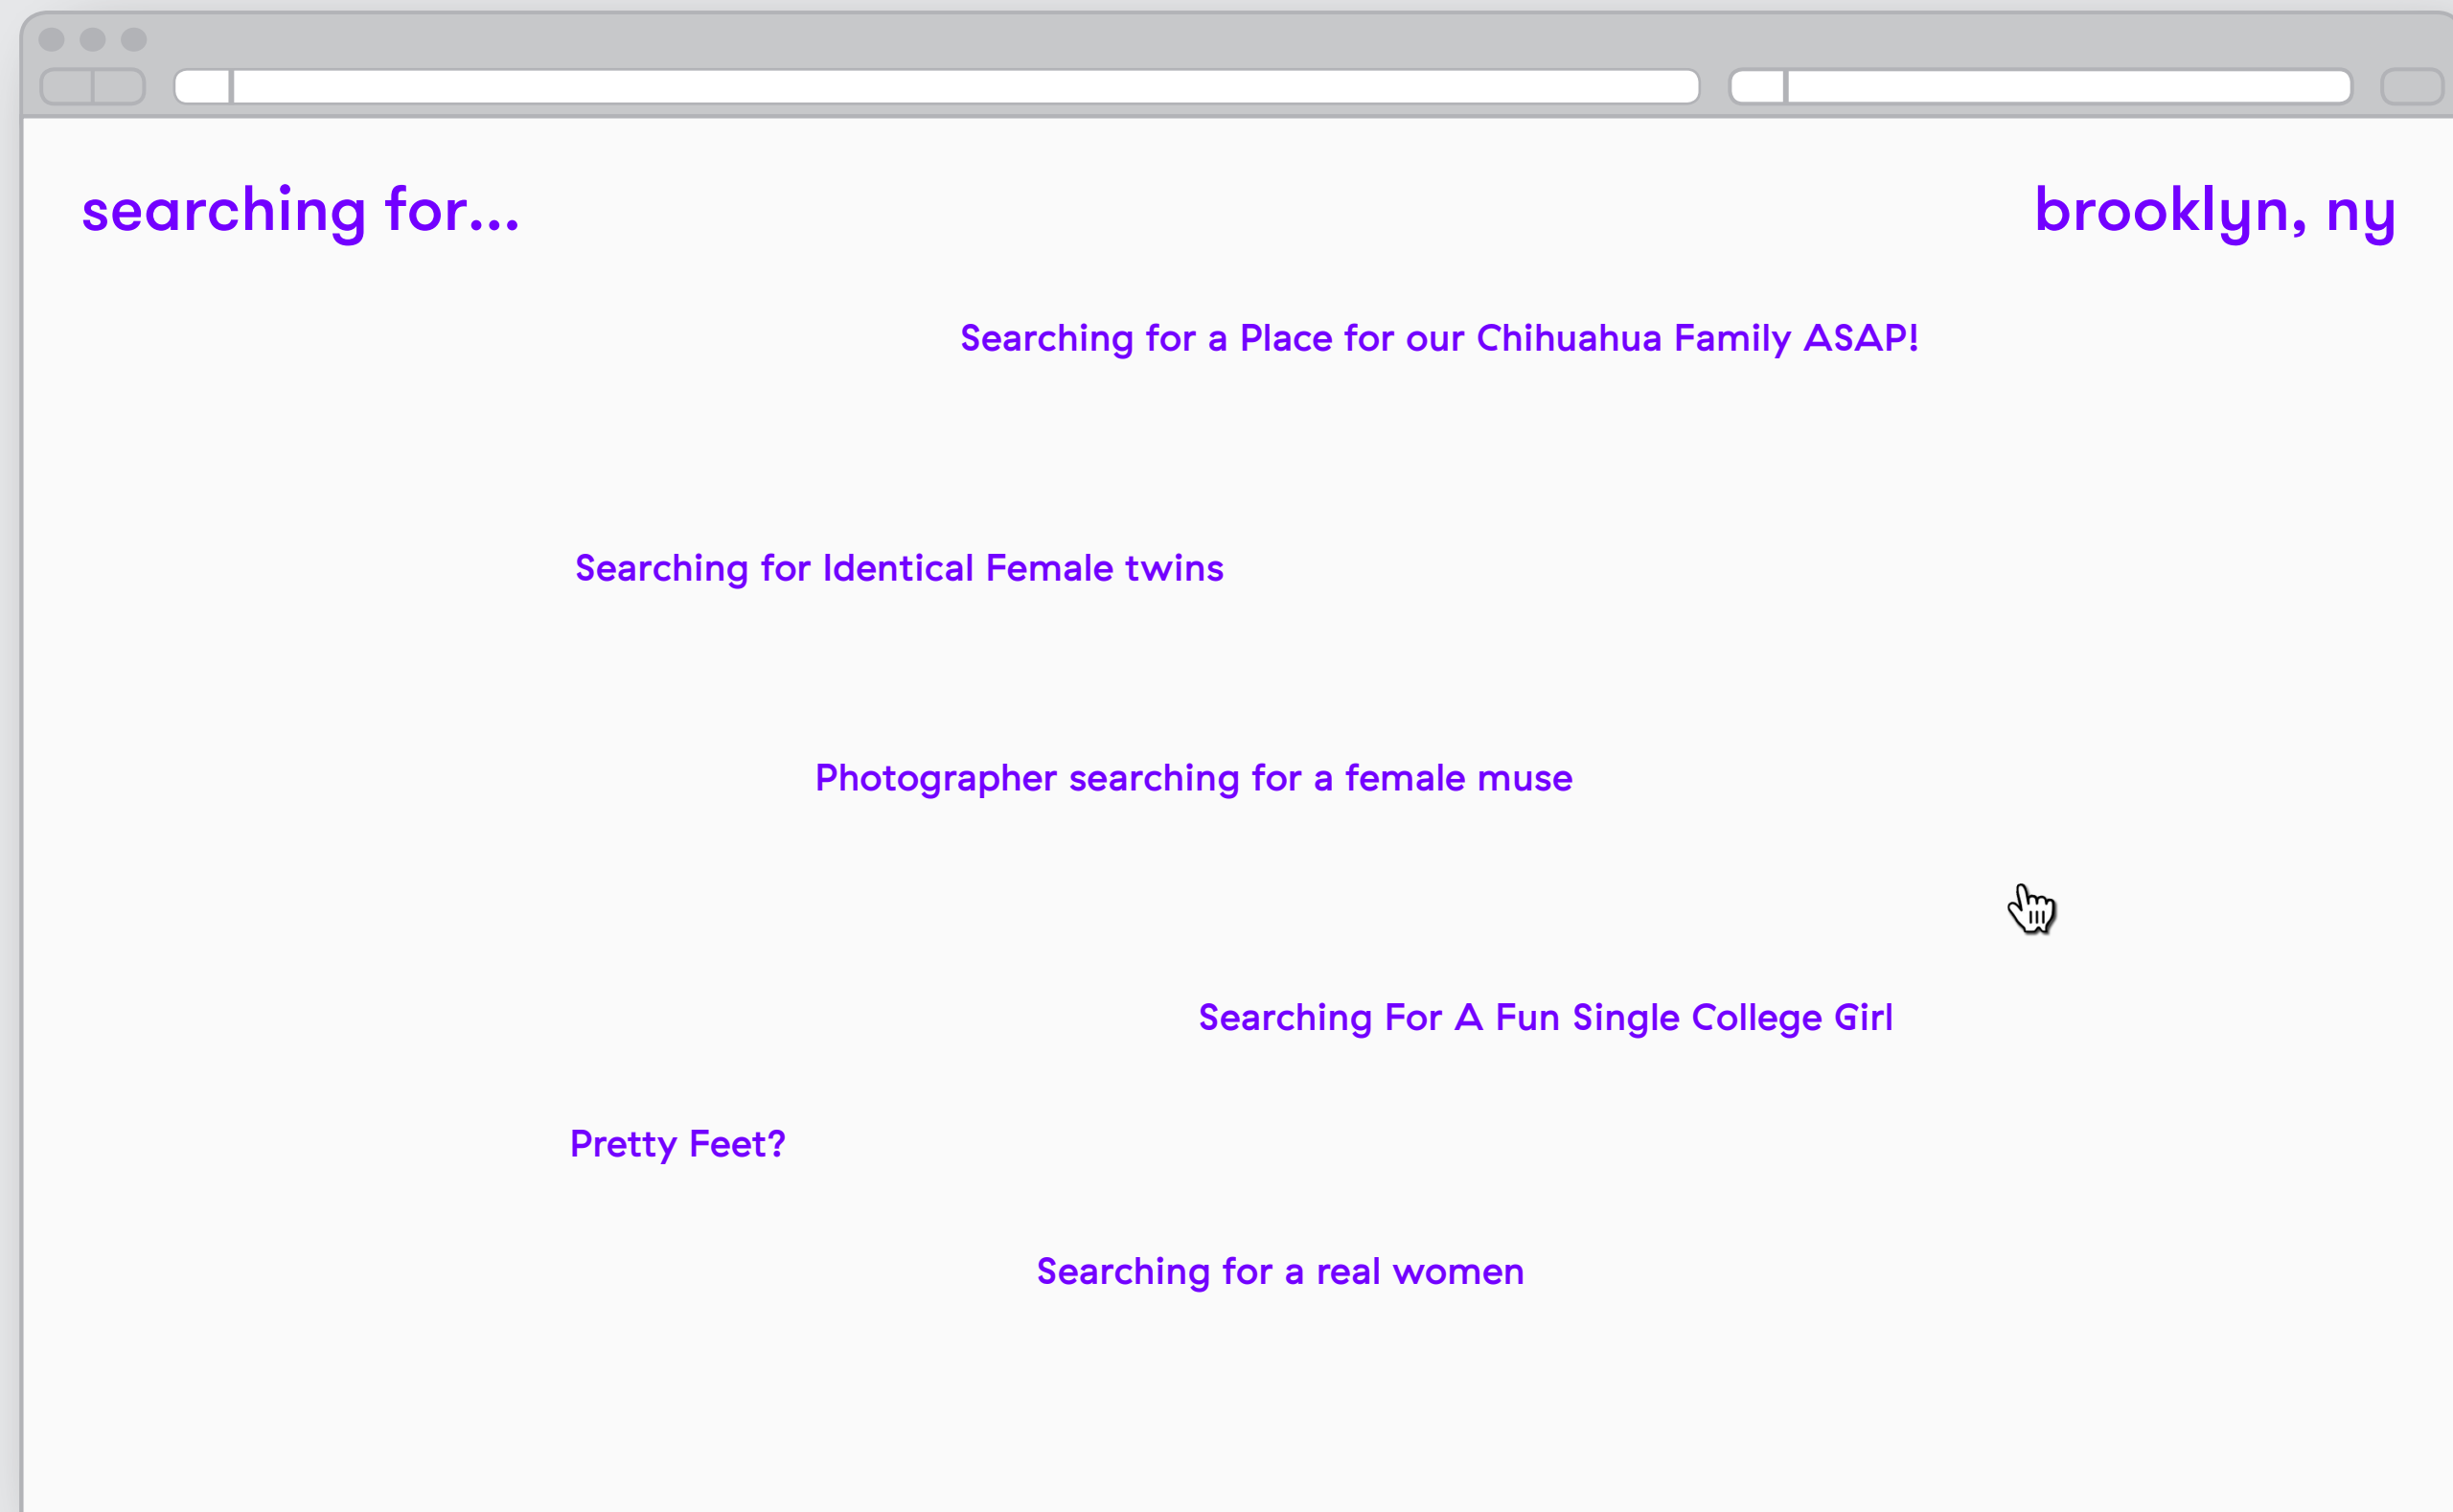 searching for...
brooklyn, ny
Searching for a Place for our Chihuahua Family ASAP!
Searching for Identical Female twins
Photographer searching for a female muse
Searching For A Fun Single College Girl
Pretty Feet?
Searching for a real women